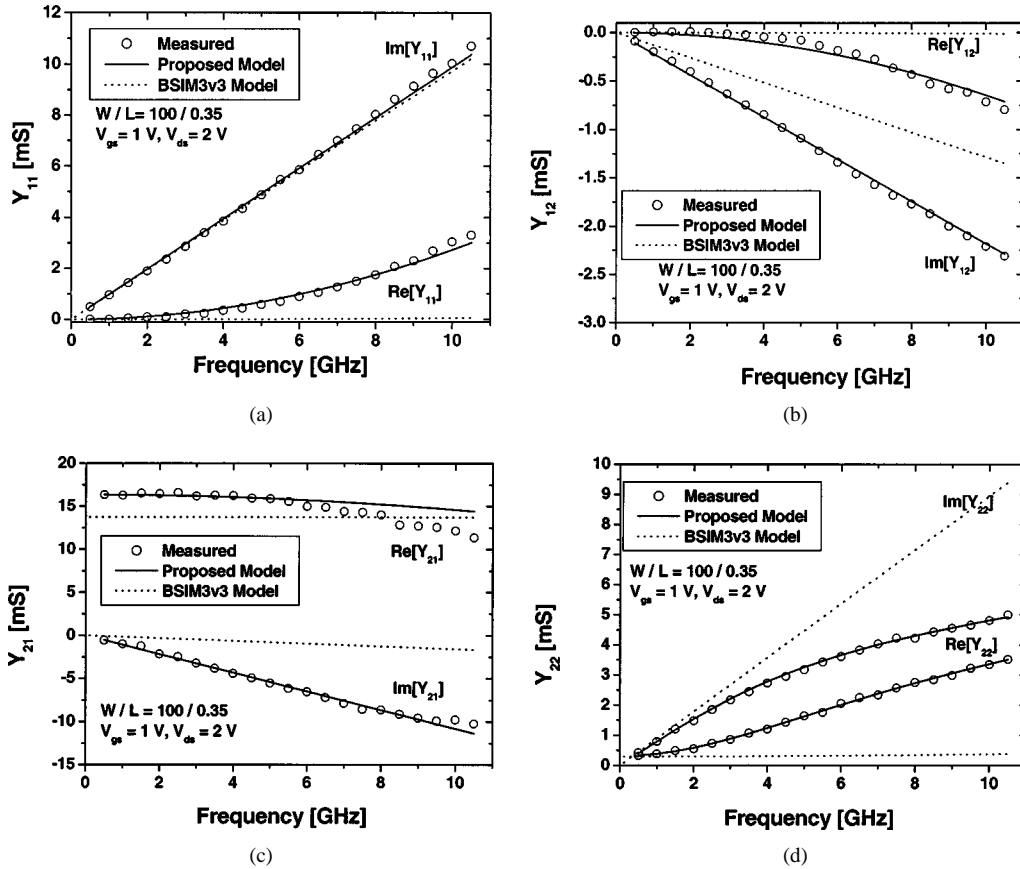 12
10
8
6
4
2
0
Y11 [mS]
Measured
Proposed Model
BSIM3v3 Model
W / L = 100 / 0.35
Vgs = 1 V, Vds = 2 V
Im[Y11]
Re[Y11]
0 2 4 6 8 10
Frequency [GHz]
(a)
0.0
-0.5
-1.0
-1.5
-2.0
-2.5
-3.0
Y12 [mS]
Re[Y12]
Measured
Proposed Model
BSIM3v3 Model
W / L= 100 / 0.35
Vgs = 1 V, Vds = 2 V
Im[Y12]
0 2 4 6 8 10
Frequency [GHz]
(b)
20
15
10
5
0
-5
-10
-15
Y21 [mS]
Measured
Proposed Model
BSIM3v3 Model
Re[Y21]
Im[Y21]
W / L = 100 / 0.35
Vgs = 1 V, Vds = 2 V
0 2 4 6 8 10
Frequency [GHz]
(c)
10
9
8
7
6
5
4
3
2
1
0
Y22 [mS]
Measured
Proposed Model
BSIM3v3 Model
W / L = 100 / 0.35
Vgs = 1 V, Vds = 2 V
Im[Y22]
Re[Y22]
0 2 4 6 8 10
Frequency [GHz]
(d)